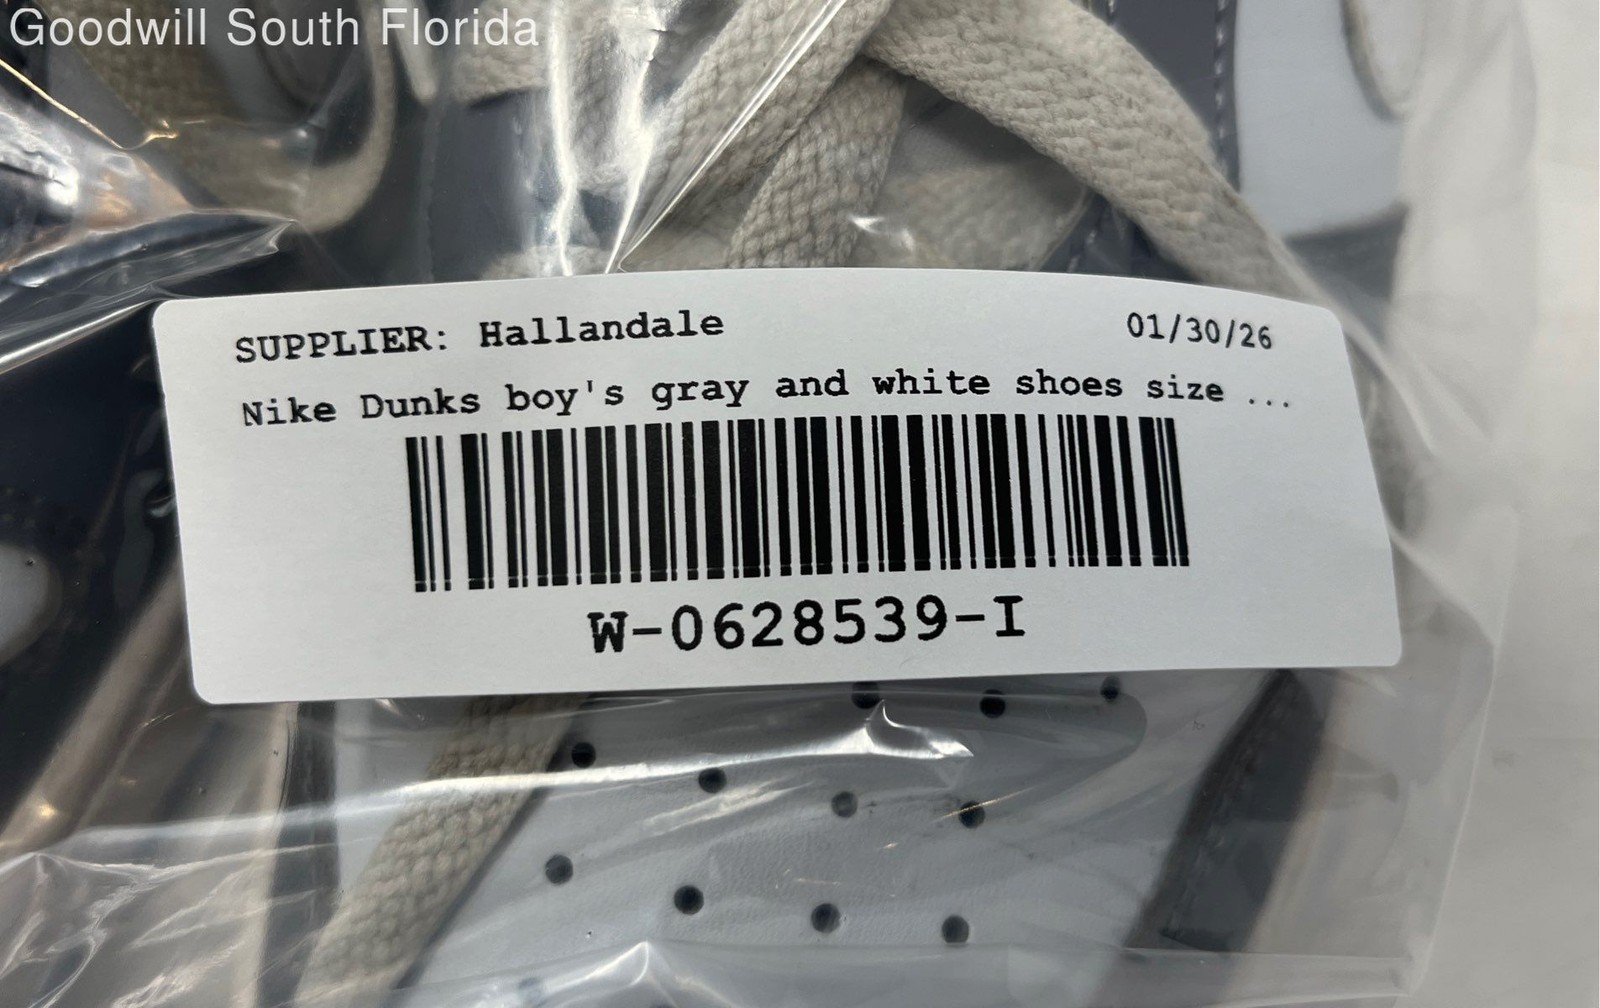 Goodwill South Florida
SUPPLIER: Hallandale 01/30/26
Nike Dunks boy's gray and white shoes size ...
W-0628539-I